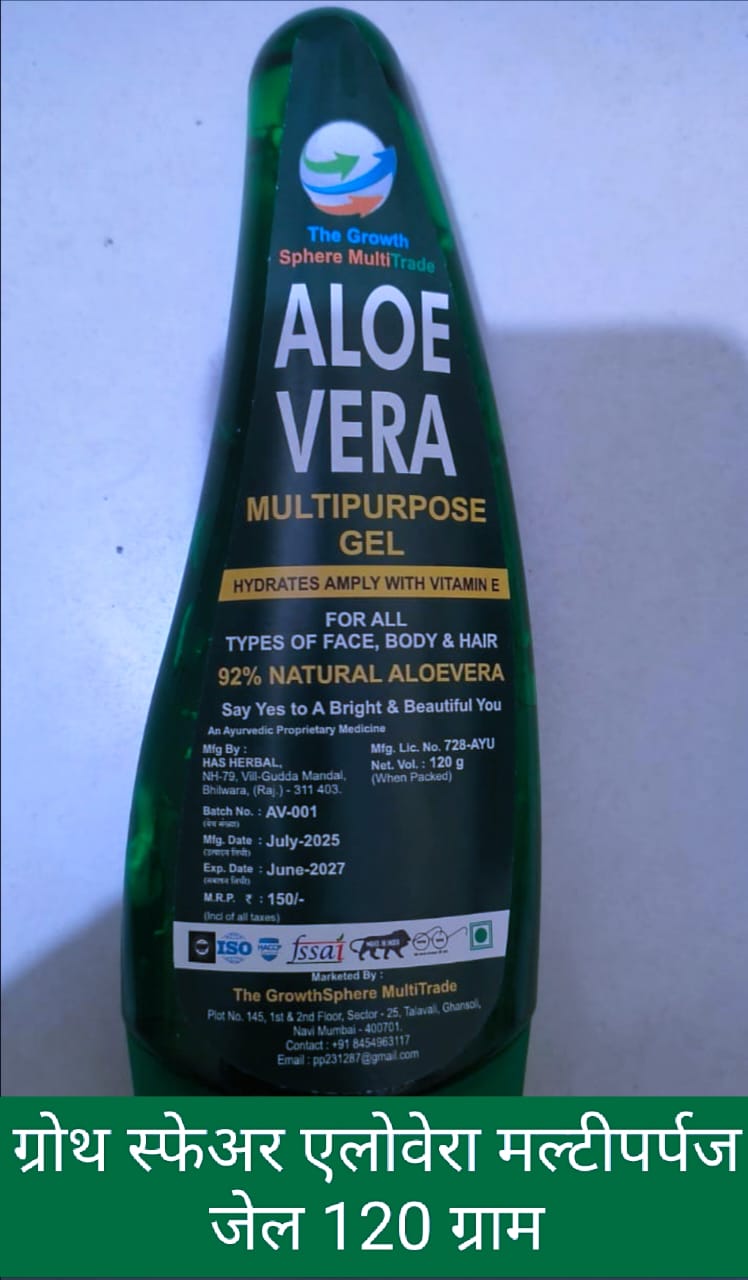 The Growth
Sphere MultiTrade
ALOE
VERA
MULTIPURPOSE
GEL
HYDRATES AMPLY WITH VITAMIN E
FOR ALL
TYPES OF FACE, BODY & HAIR
92% NATURAL ALOEVERA
Say Yes to A Bright & Beautiful You
An Ayurvedic Proprietary Medicine
Mfg By :
HAS HERBAL,
NH-79, Vill-Gudda Mandal,
Bhilwara, (Raj.) - 311 403.
Mfg. Lic. No. 728-AYU
Net. Vol. : 120 g
(When Packed)
Batch No. : AV-001
Mfg. Date : July-2025
Exp. Date : June-2027
M.R.P. ₹ : 150/-
(Incl of all taxes)
ISO HACCP fssai MAKE IN INDIA
Marketed By :
The GrowthSphere MultiTrade
Plot No. 145, 1st & 2nd Floor, Sector - 25, Talavali, Ghansoli,
Navi Mumbai - 400701.
Contact : +91 8454963117
Email : pp231287@gmail.com
ग्रोथ स्फेअर एलोवेरा मल्टीपर्पज
जेल 120 ग्राम